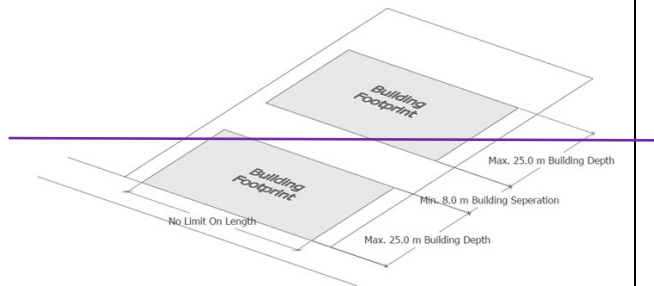 Building
Footprint
Max. 25.0 m Building Depth
Building
Footprint
Min. 8.0 m Building Seperation
No Limit On Length
Max. 25.0 m Building Depth